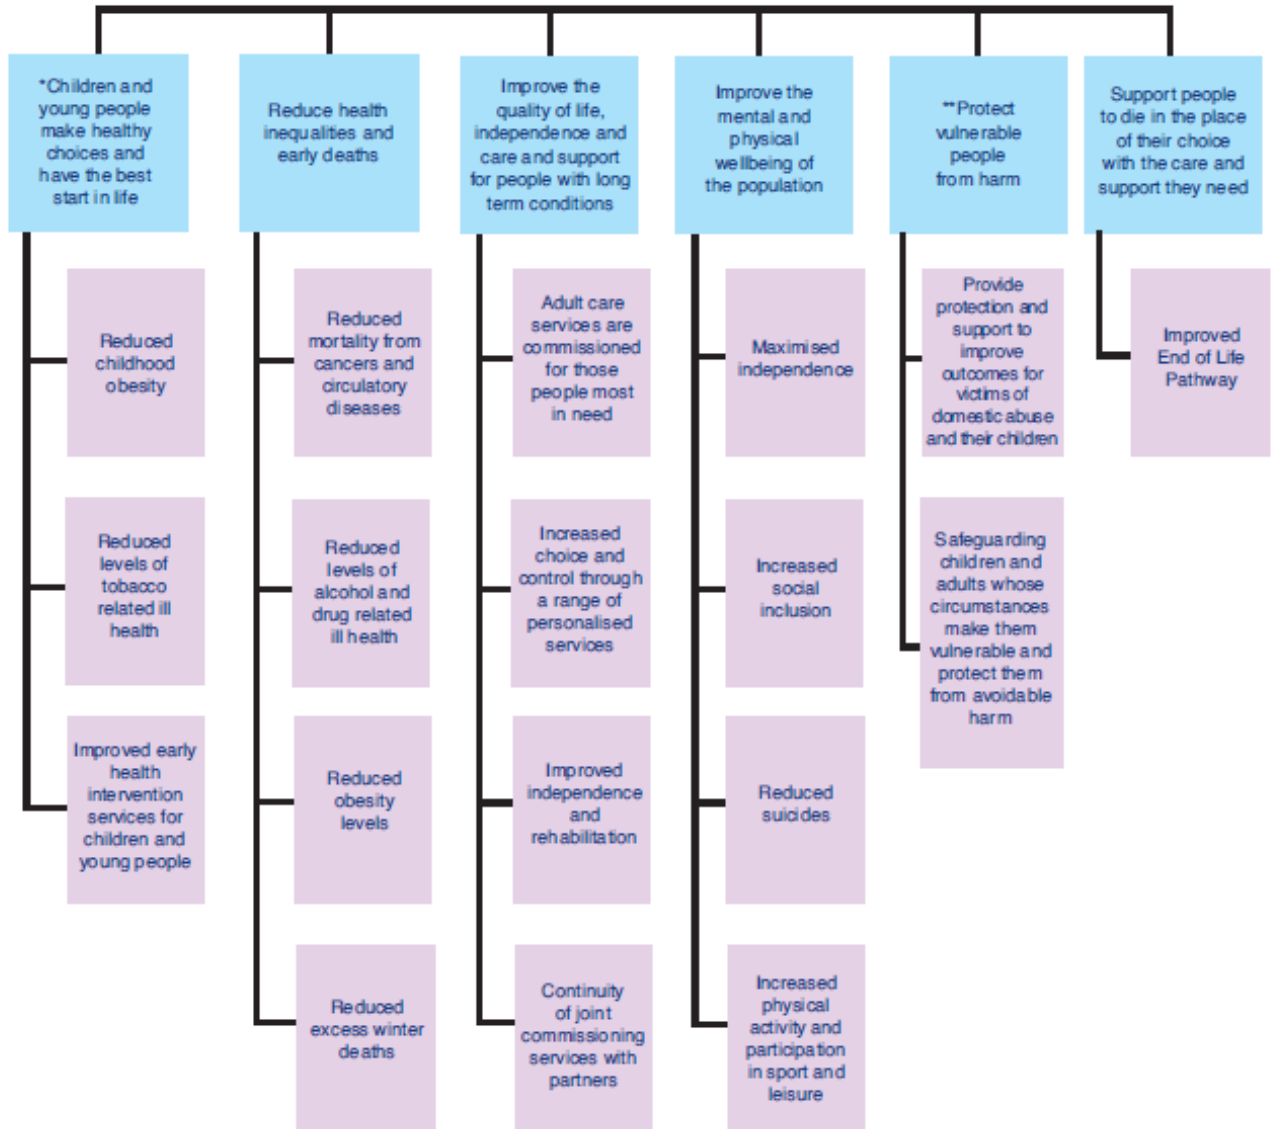 *Children and
young people
make healthy
choices and
have the best
start in life
Reduce health
inequalities and
early deaths
Improve the
quality of life,
independence and
care and support
for people with long
term conditions
Improve the
mental and
physical
wellbeing of
the population
**Protect
vulnerable
people
from harm
Support people
to die in the place
of their choice
with the care and
support they need
Reduced
childhood
obesity
Reduced
levels of
tobacco
related ill
health
Improved early
health
intervention
services for
children and
young people
Reduced
mortality from
cancers and
circulatory
diseases
Reduced
levels of
alcohol and
drug related
ill health
Reduced
obesity
levels
Reduced
excess winter
deaths
Adult care
services are
commissioned
for those
people most
in need
Increased
choice and
control through
a range of
personalised
services
Improved
independence
and
rehabilitation
Continuity
of joint
commissioning
services with
partners
Maximised
independence
Increased
social
inclusion
Reduced
suicides
Increased
physical
activity and
participation
in sport and
leisure
Provide
protection and
support to
improve
outcomes for
victims of
domestic abuse
and their children
Safeguarding
children and
adults whose
circumstances
make them
vulnerable and
protect them
from avoidable
harm
Improved
End of Life
Pathway